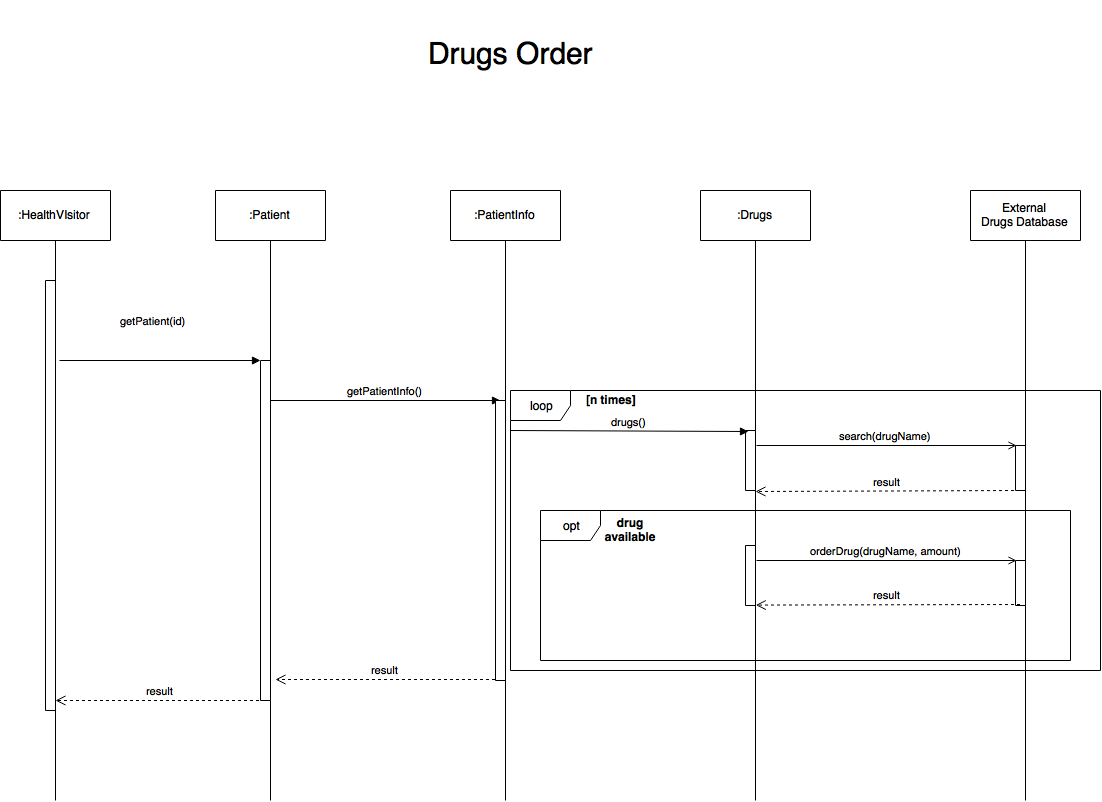 Drugs Order
:HealthVIsitor
:Patient
:PatientInfo
:Drugs
External
Drugs Database
getPatient(id)
getPatientInfo()
loop
[n times]
drugs()
search(drugName)
result
opt
drug
available
orderDrug(drugName, amount)
result
result
result